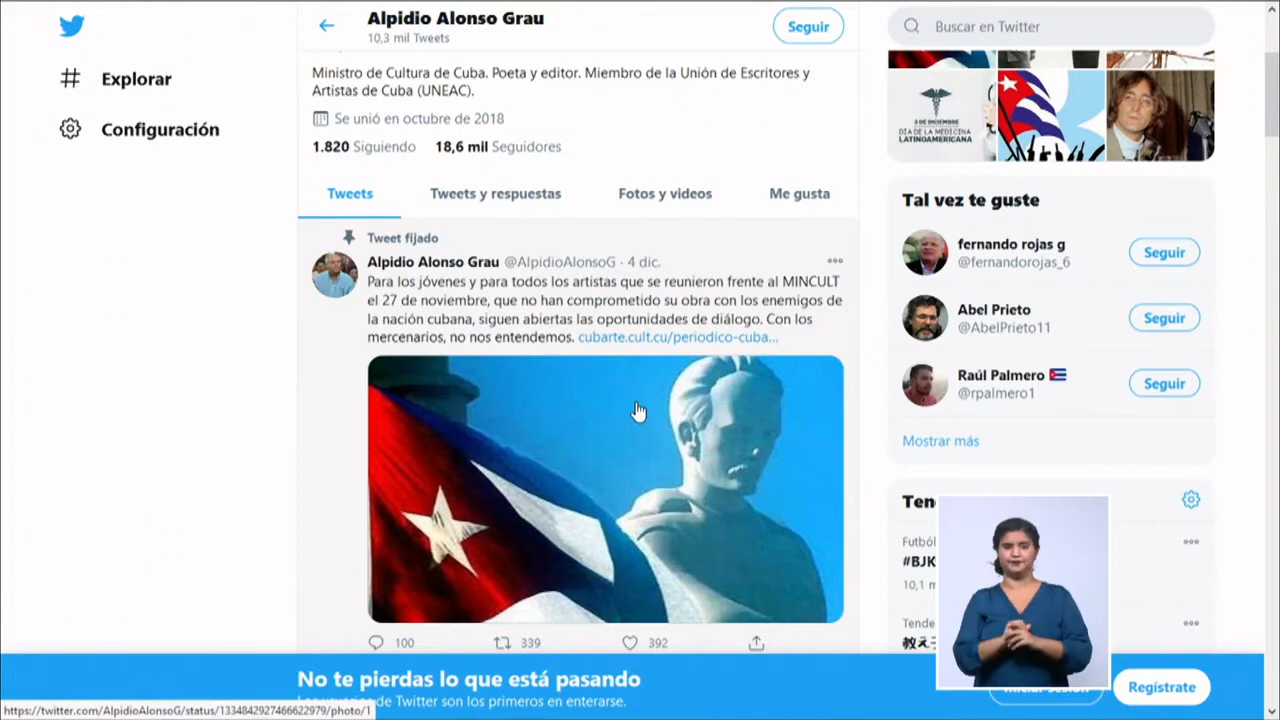 Explorar
Configuración
Alpidio Alonso Grau
10,3 mil Tweets
Seguir
Ministro de Cultura de Cuba. Poeta y editor. Miembro de la Unión de Escritores y
Artistas de Cuba (UNEAC).
Se unió en octubre de 2018
1.820 Siguiendo 18,6 mil Seguidores
Tweets Tweets y respuestas Fotos y videos Me gusta
Tweet fijado
Alpidio Alonso Grau @AlpidioAlonsoG · 4 dic.
Para los jóvenes y para todos los artistas que se reunieron frente al MINCULT
el 27 de noviembre, que no han comprometido su obra con los enemigos de
la nación cubana, siguen abiertas las oportunidades de diálogo. Con los
mercenarios, no nos entendemos. cubarte.cult.cu/periodico-cuba...
100 339 392
Buscar en Twitter
3 DE DICIEMBRE
DÍA DE LA MEDICINA
LATINOAMERICANA
Tal vez te guste
fernando rojas g
@fernandorojas_6
Seguir
Abel Prieto
@AbelPrieto11
Seguir
Raúl Palmero
@rpalmero1
Seguir
Mostrar más
Ten
Futból
#BJK
10,1 m
Tende
No te pierdas lo que está pasando
de Twitter son los primeros en enterarse.
Iniciar sesión
Regístrate
https://twitter.com/AlpidioAlonsoG/status/1334842927466622979/photo/1